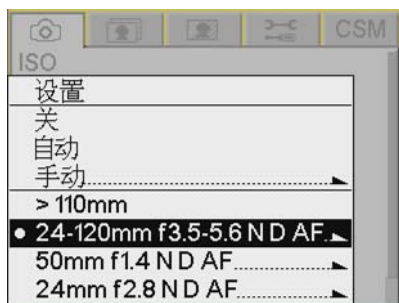 CSM
ISO
设置
关
自动
手动
> 110mm
24-120mm f3.5-5.6 N D AF
50mm f1.4 N D AF
24mm f2.8 N D AF